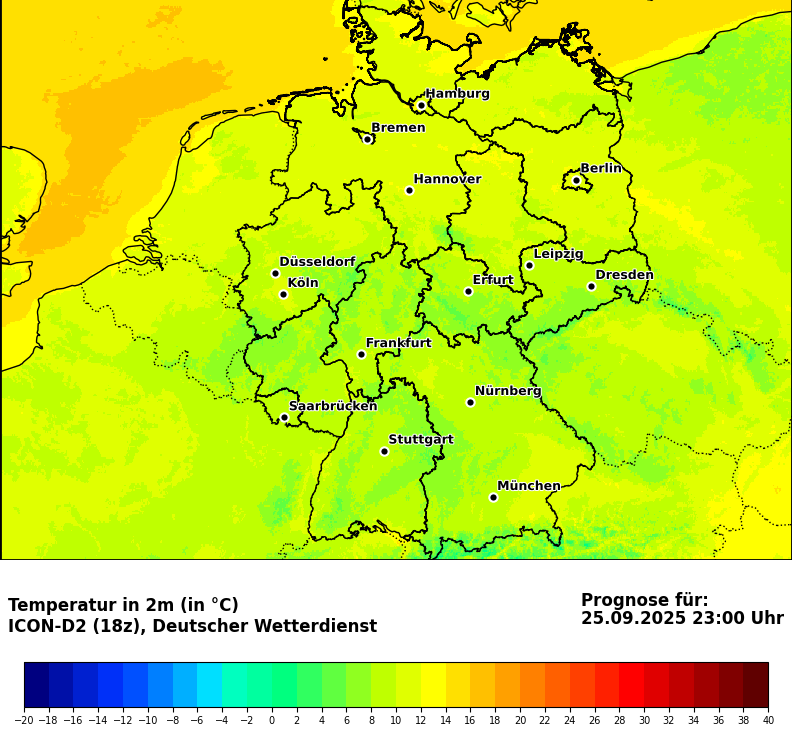 Hamburg
Bremen
Berlin
Hannover
Leipzig
Düsseldorf
Dresden
Köln
Erfurt
Frankfurt
Nürnberg
Saarbrücken
Stuttgart
München
Temperatur in 2m (in °C)
ICON-D2 (18z), Deutscher Wetterdienst
Prognose für:
25.09.2025 23:00 Uhr
−20 −18 −16 −14 −12 −10 −8 −6 −4 −2 0 2 4 6 8 10 12 14 16 18 20 22 24 26 28 30 32 34 36 38 40